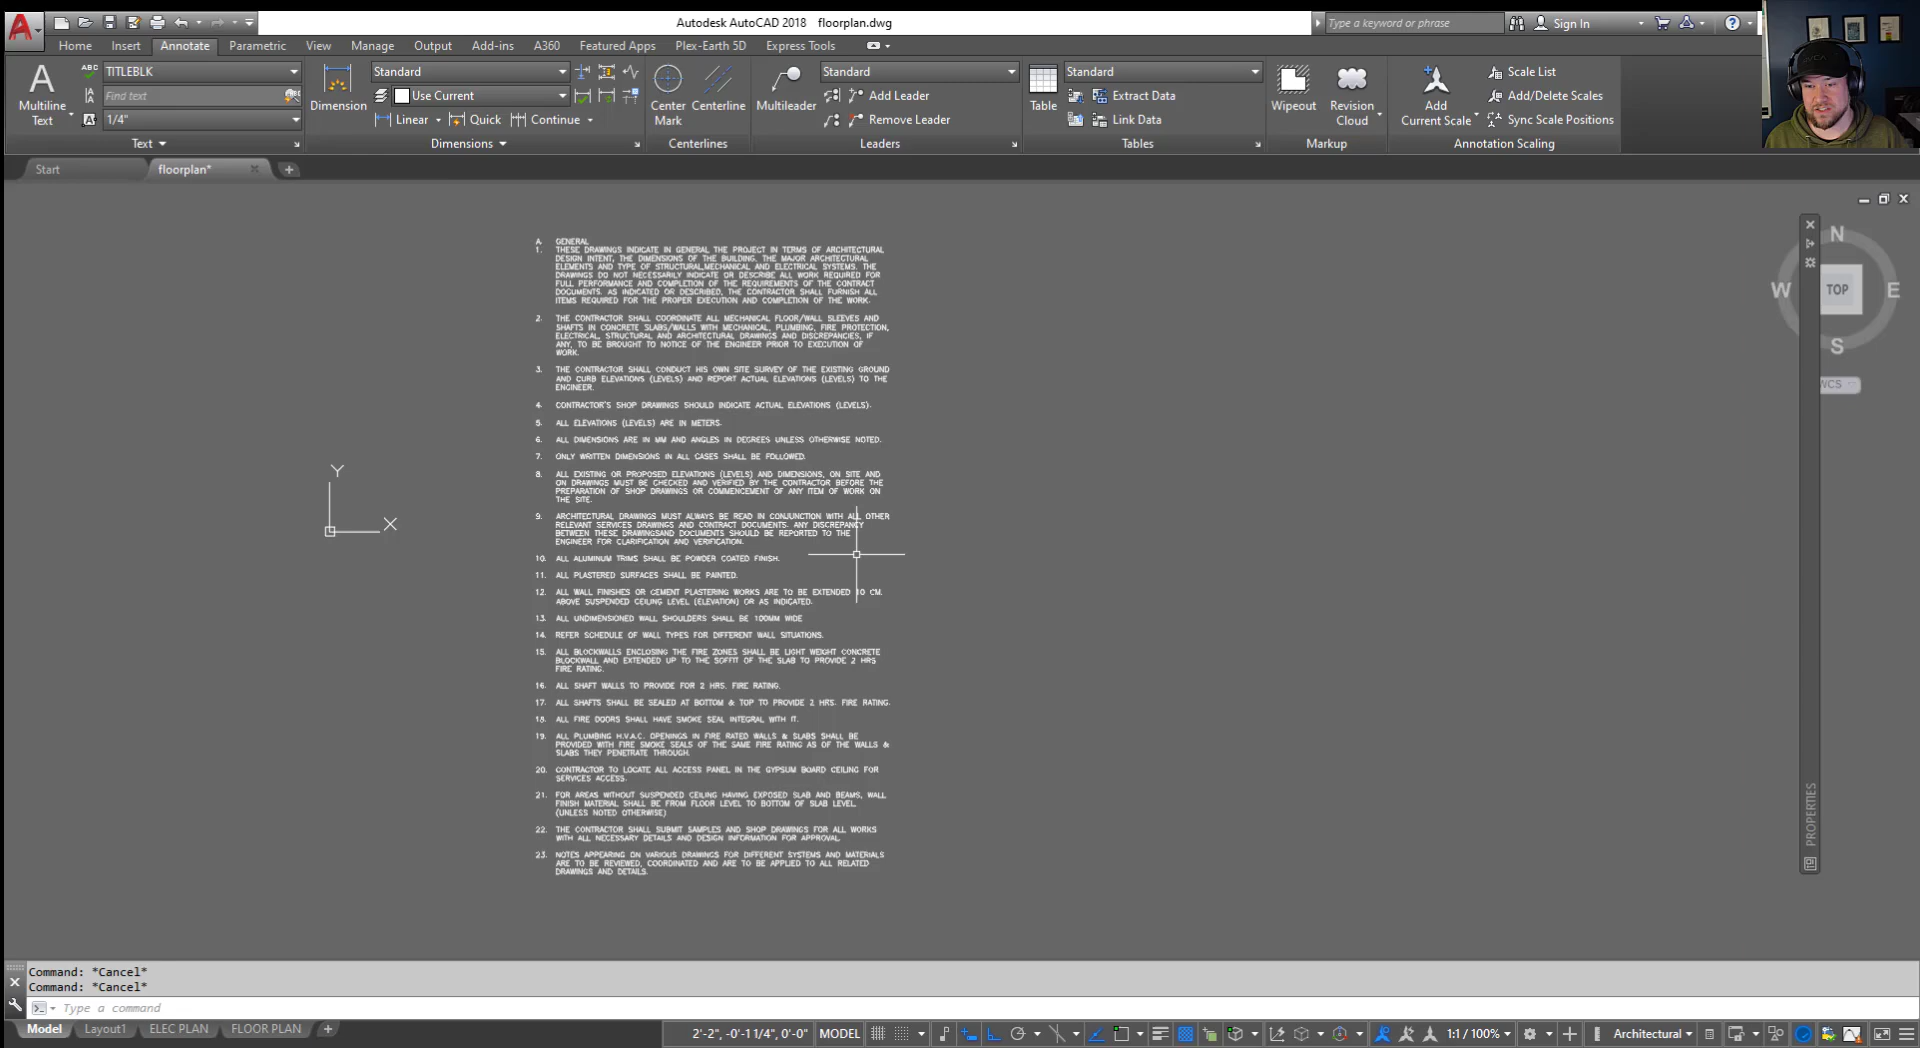 Autodesk AutoCAD 2018 floorplan.dwg
Type a keyword or phrase
Sign In
Home Insert Annotate Parametric View Manage Output Add-ins A360 Featured Apps Plex-Earth 5D Express Tools
A
Multiline
Text
ABC
TITLEBLK
Find text
1/4"
Text
Dimension
Standard
Use Current
Linear Quick Continue
Dimensions
Center
Mark
Centerline
Centerlines
Multileader
Standard
Add Leader
Remove Leader
Leaders
Table
Standard
Extract Data
Link Data
Tables
Wipeout
Revision
Cloud
Markup
Add
Current Scale
Scale List
Add/Delete Scales
Sync Scale Positions
Annotation Scaling
Start floorplan*
A. GENERAL
1. THESE DRAWINGS INDICATE IN GENERAL THE PROJECT IN TERMS OF ARCHITECTURAL
DESIGN INTENT, THE DIMENSIONS OF THE BUILDING. THE MAJOR ARCHITECTURAL
ELEMENTS AND TYPE OF STRUCTURAL,MECHANICAL AND ELECTRICAL SYSTEMS. THE
DRAWINGS DO NOT NECESSARILY INDICATE OR DESCRIBE ALL WORK REQUIRED FOR
FULL PERFORMANCE AND COMPLETION OF THE REQUIREMENTS OF THE CONTRACT
DOCUMENTS. AS INDICATED OR DESCRIBED, THE CONTRACTOR SHALL FURNISH ALL
ITEMS REQUIRED FOR THE PROPER EXECUTION AND COMPLETION OF THE WORK.
2. THE CONTRACTOR SHALL COORDINATE ALL MECHANICAL FLOOR/WALL SLEEVES AND
SHAFTS IN CONCRETE SLABS/WALLS WITH MECHANICAL, PLUMBING, FIRE PROTECTION,
ELECTRICAL, STRUCTURAL AND ARCHITECTURAL DRAWINGS AND DISCREPANCIES, IF
ANY, TO BE BROUGHT TO NOTICE OF THE ENGINEER PRIOR TO EXECUTION OF
WORK.
3. THE CONTRACTOR SHALL CONDUCT HIS OWN SITE SURVEY OF THE EXISTING GROUND
AND CURB ELEVATIONS (LEVELS) AND REPORT ACTUAL ELEVATIONS (LEVELS) TO THE
ENGINEER.
4. CONTRACTOR'S SHOP DRAWINGS SHOULD INDICATE ACTUAL ELEVATIONS (LEVELS).
5. ALL ELEVATIONS (LEVELS) ARE IN METERS.
6. ALL DIMENSIONS ARE IN MM AND ANGLES IN DEGREES UNLESS OTHERWISE NOTED.
7. ONLY WRITTEN DIMENSIONS IN ALL CASES SHALL BE FOLLOWED.
8. ALL EXISTING OR PROPOSED ELEVATIONS (LEVELS) AND DIMENSIONS, ON SITE AND
ON DRAWINGS MUST BE CHECKED AND VERIFIED BY THE CONTRACTOR BEFORE THE
PREPARATION OF SHOP DRAWINGS OR COMMENCEMENT OF ANY ITEM OF WORK ON
THE SITE.
9. ARCHITECTURAL DRAWINGS MUST ALWAYS BE READ IN CONJUNCTION WITH ALL OTHER
RELEVANT SERVICES DRAWINGS AND CONTRACT DOCUMENTS. ANY DISCREPANCY
BETWEEN THESE DRAWINGSAND DOCUMENTS SHOULD BE REPORTED TO THE
ENGINEER FOR CLARIFICATION AND VERIFICATION.
10. ALL ALUMINUM TRIMS SHALL BE POWDER COATED FINISH.
11. ALL PLASTERED SURFACES SHALL BE PAINTED.
12. ALL WALL FINISHES OR CEMENT PLASTERING WORKS ARE TO BE EXTENDED 10 CM.
ABOVE SUSPENDED CEILING LEVEL (ELEVATION) OR AS INDICATED.
13. ALL UNDIMENSIONED WALL SHOULDERS SHALL BE 100MM WIDE
14. REFER SCHEDULE OF WALL TYPES FOR DIFFERENT WALL SITUATIONS.
15. ALL BLOCKWALLS ENCLOSING THE FIRE ZONES SHALL BE LIGHT WEIGHT CONCRETE
BLOCKWALL AND EXTENDED UP TO THE SOFFIT OF THE SLAB TO PROVIDE 2 HRS
FIRE RATING.
16. ALL SHAFT WALLS TO PROVIDE FOR 2 HRS. FIRE RATING.
17. ALL SHAFTS SHALL BE SEALED AT BOTTOM & TOP TO PROVIDE 2 HRS. FIRE RATING.
18. ALL FIRE DOORS SHALL HAVE SMOKE SEAL INTEGRAL WITH IT.
19. ALL PLUMBING H.V.A.C. OPENINGS IN FIRE RATED WALLS & SLABS SHALL BE
PROVIDED WITH FIRE SMOKE SEALS OF THE SAME FIRE RATING AS OF THE WALLS &
SLABS THEY PENETRATE THROUGH.
20. CONTRACTOR TO LOCATE ALL ACCESS PANEL IN THE GYPSUM BOARD CEILING FOR
SERVICES ACCESS.
21. FOR AREAS WITHOUT SUSPENDED CEILING HAVING EXPOSED SLAB AND BEAMS, WALL
FINISH MATERIAL SHALL BE FROM FLOOR LEVEL TO BOTTOM OF SLAB LEVEL.
(UNLESS NOTED OTHERWISE)
22. THE CONTRACTOR SHALL SUBMIT SAMPLES AND SHOP DRAWINGS FOR ALL WORKS
WITH ALL NECESSARY DETAILS AND DESIGN INFORMATION FOR APPROVAL.
23. NOTES APPEARING ON VARIOUS DRAWINGS FOR DIFFERENT SYSTEMS AND MATERIALS
ARE TO BE REVIEWED, COORDINATED AND ARE TO BE APPLIED TO ALL RELATED
DRAWINGS AND DETAILS.
Y
X
N
W TOP E
S
WCS
PROPERTIES
Command: *Cancel*
Command: *Cancel*
Type a command
Model Layout1 ELEC PLAN FLOOR PLAN
2'-2", -0'-1 1/4", 0'-0" MODEL 1:1 / 100% Architectural